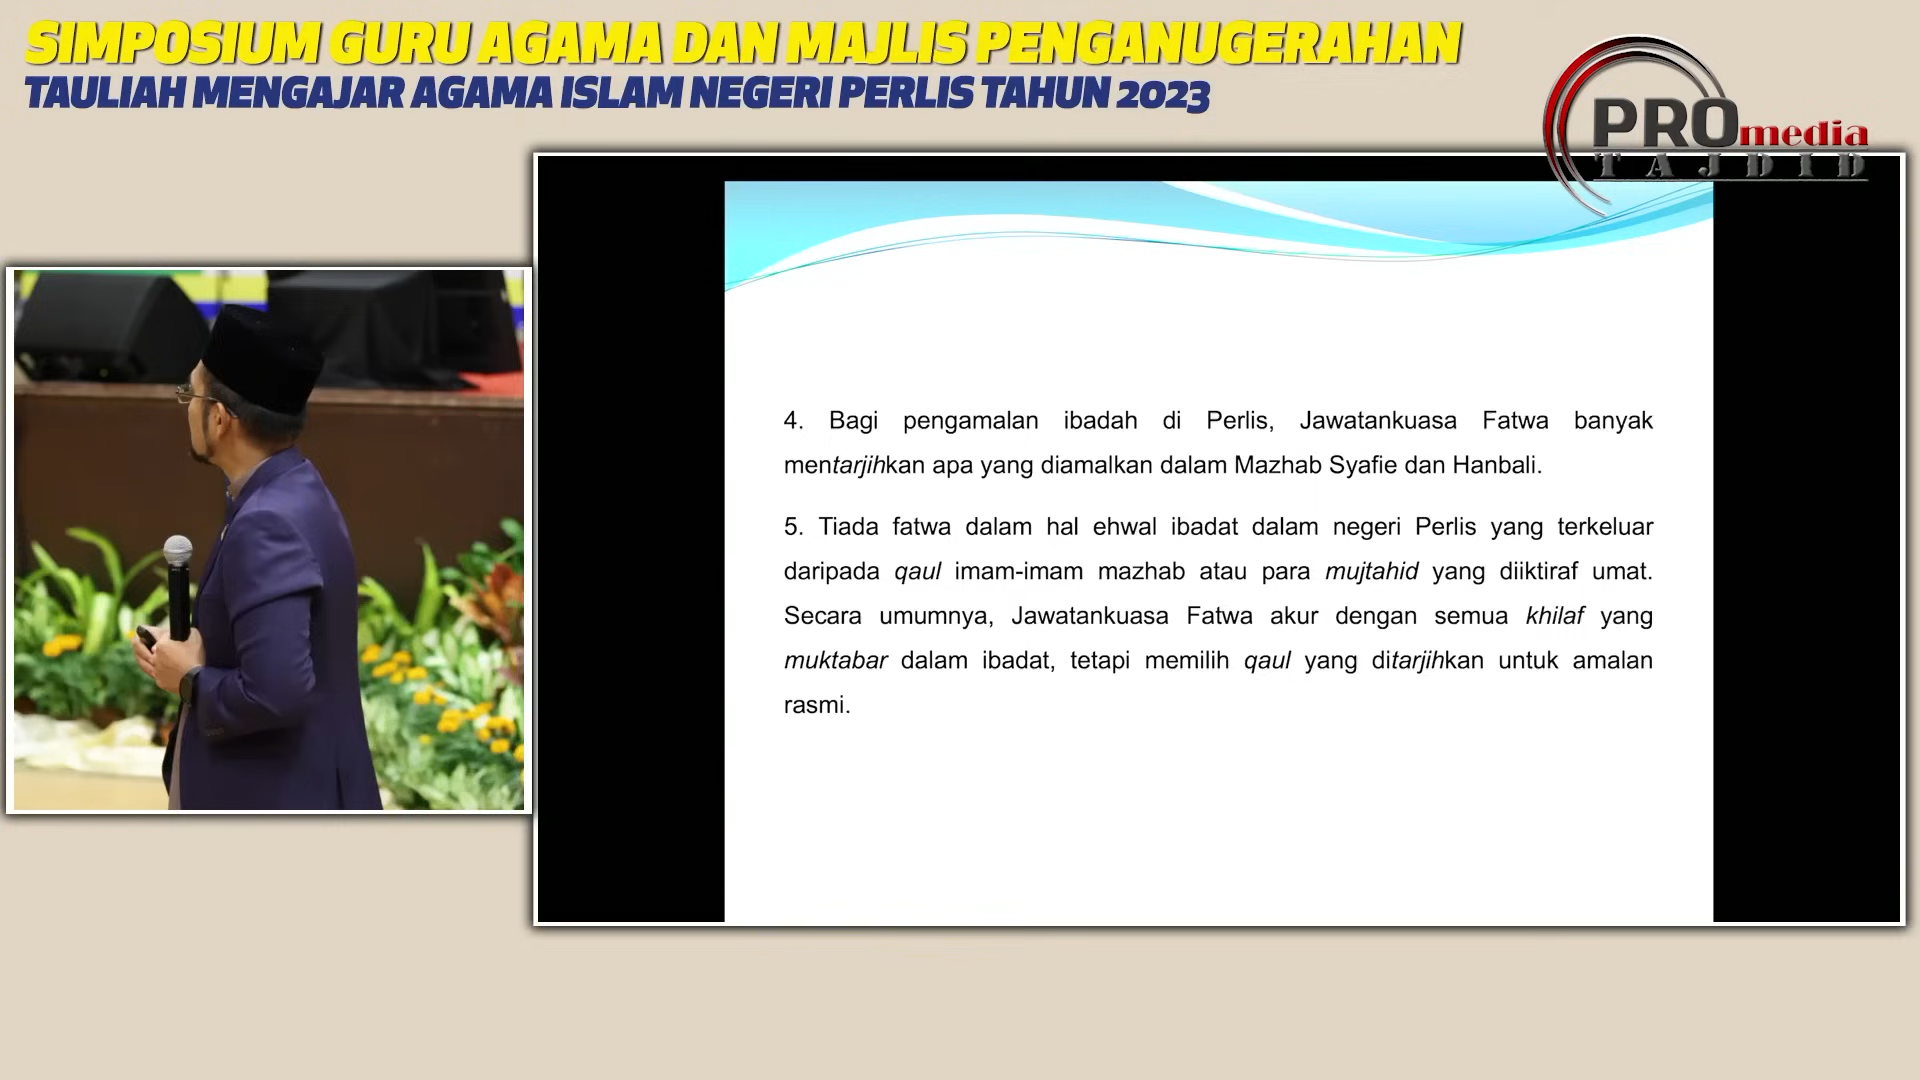 SIMPOSIUM GURU AGAMA DAN MAJLIS PENGANUGERAHAN
TAULIAH MENGAJAR AGAMA ISLAM NEGERI PERLIS TAHUN 2023
PROmedia
TAJDID
4. Bagi pengamalan ibadah di Perlis, Jawatankuasa Fatwa banyak
mentarjihkan apa yang diamalkan dalam Mazhab Syafie dan Hanbali.
5. Tiada fatwa dalam hal ehwal ibadat dalam negeri Perlis yang terkeluar
daripada qaul imam-imam mazhab atau para mujtahid yang diiktiraf umat.
Secara umumnya, Jawatankuasa Fatwa akur dengan semua khilaf yang
muktabar dalam ibadat, tetapi memilih qaul yang ditarjihkan untuk amalan
rasmi.